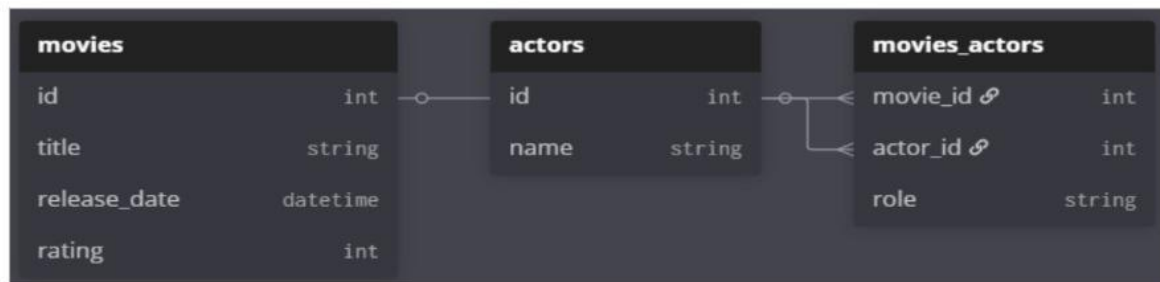 movies
id int
title string
release_date datetime
rating int
actors
id int
name string
movies_actors
movie_id int
actor_id int
role string